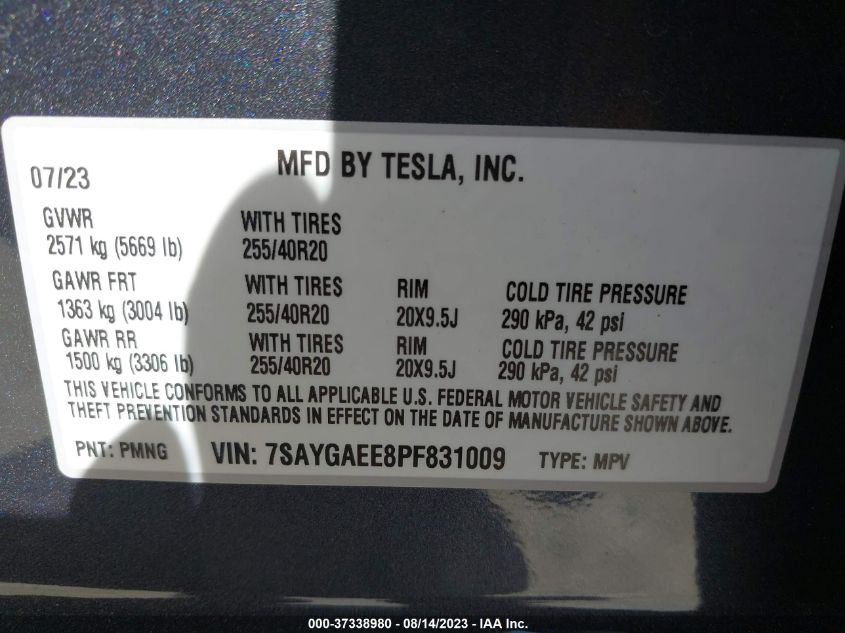 07/23 MFD BY TESLA, INC.
GVWR WITH TIRES
2571 kg (5669 lb) 255/40R20
GAWR FRT WITH TIRES RIM COLD TIRE PRESSURE
1363 kg (3004 lb) 255/40R20 20X9.5J 290 kPa, 42 psi
GAWR RR WITH TIRES RIM COLD TIRE PRESSURE
1500 kg (3306 lb) 255/40R20 20X9.5J 290 kPa, 42 psi
THIS VEHICLE CONFORMS TO ALL APPLICABLE U.S. FEDERAL MOTOR VEHICLE SAFETY AND
THEFT PREVENTION STANDARDS IN EFFECT ON THE DATE OF MANUFACTURE SHOWN ABOVE.
PNT: PMNG VIN: 7SAYGAEE8PF831009 TYPE: MPV
000-37338980 - 08/14/2023 - IAA Inc.